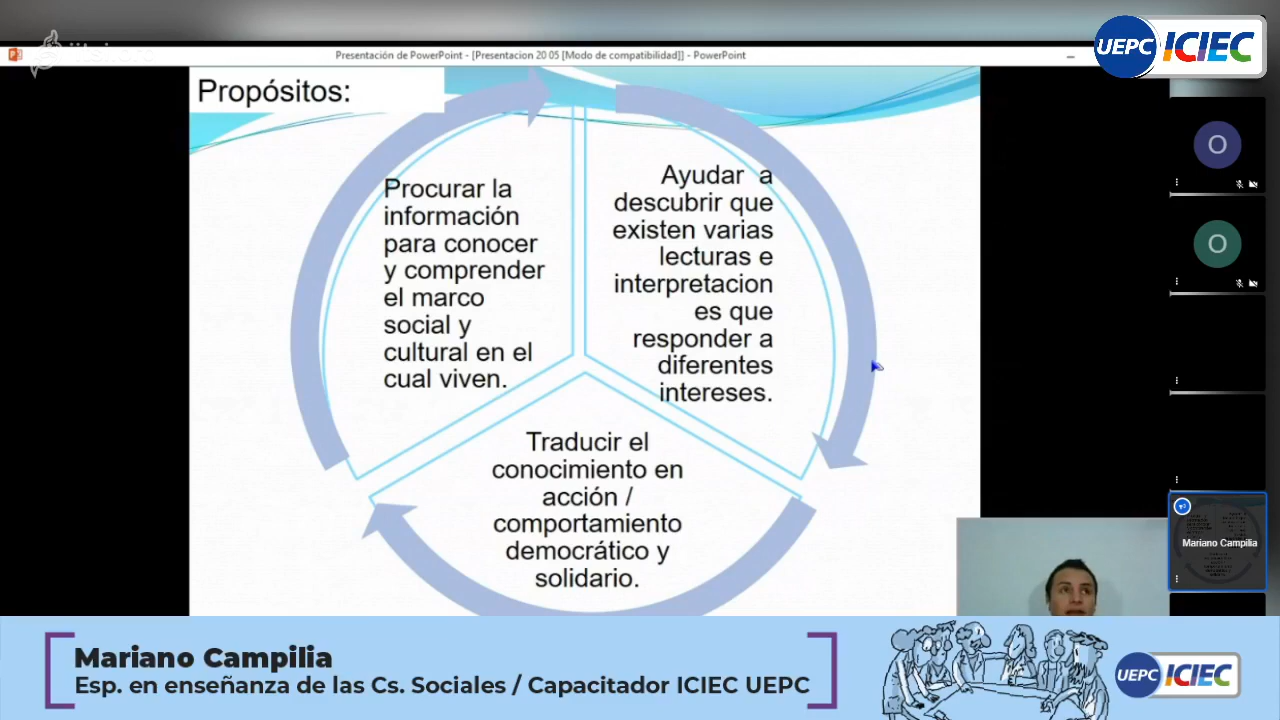 Presentación de PowerPoint - [Presentacion 20 05 [Modo de compatibilidad]] - PowerPoint
UEPC ICIEC
Propósitos:
Procurar la
información
para conocer
y comprender
el marco
social y
cultural en el
cual viven.
Ayudar a
descubrir que
existen varias
lecturas e
interpretacion
es que
responder a
diferentes
intereses.
Traducir el
conocimiento en
acción /
comportamiento
democrático y
solidario.
O
O
Mariano Campilia
Mariano Campilia
Esp. en enseñanza de las Cs. Sociales / Capacitador ICIEC UEPC
UEPC ICIEC